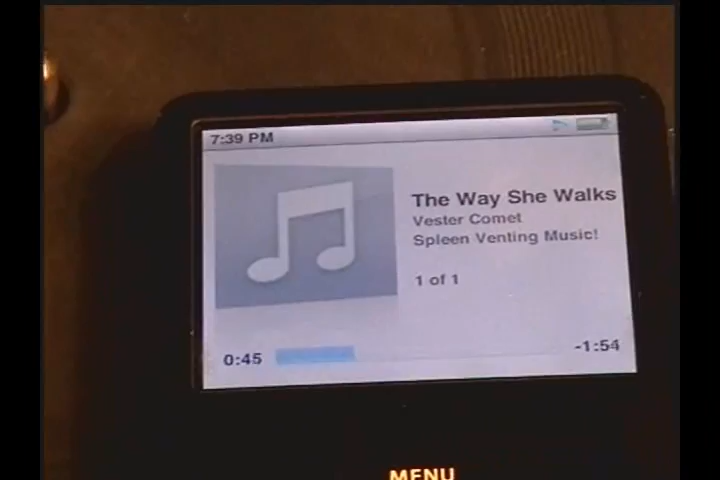 7:39 PM
The Way She Walks
Vester Comet
Spleen Venting Music!
1 of 1
0:45
-1:54
MENU